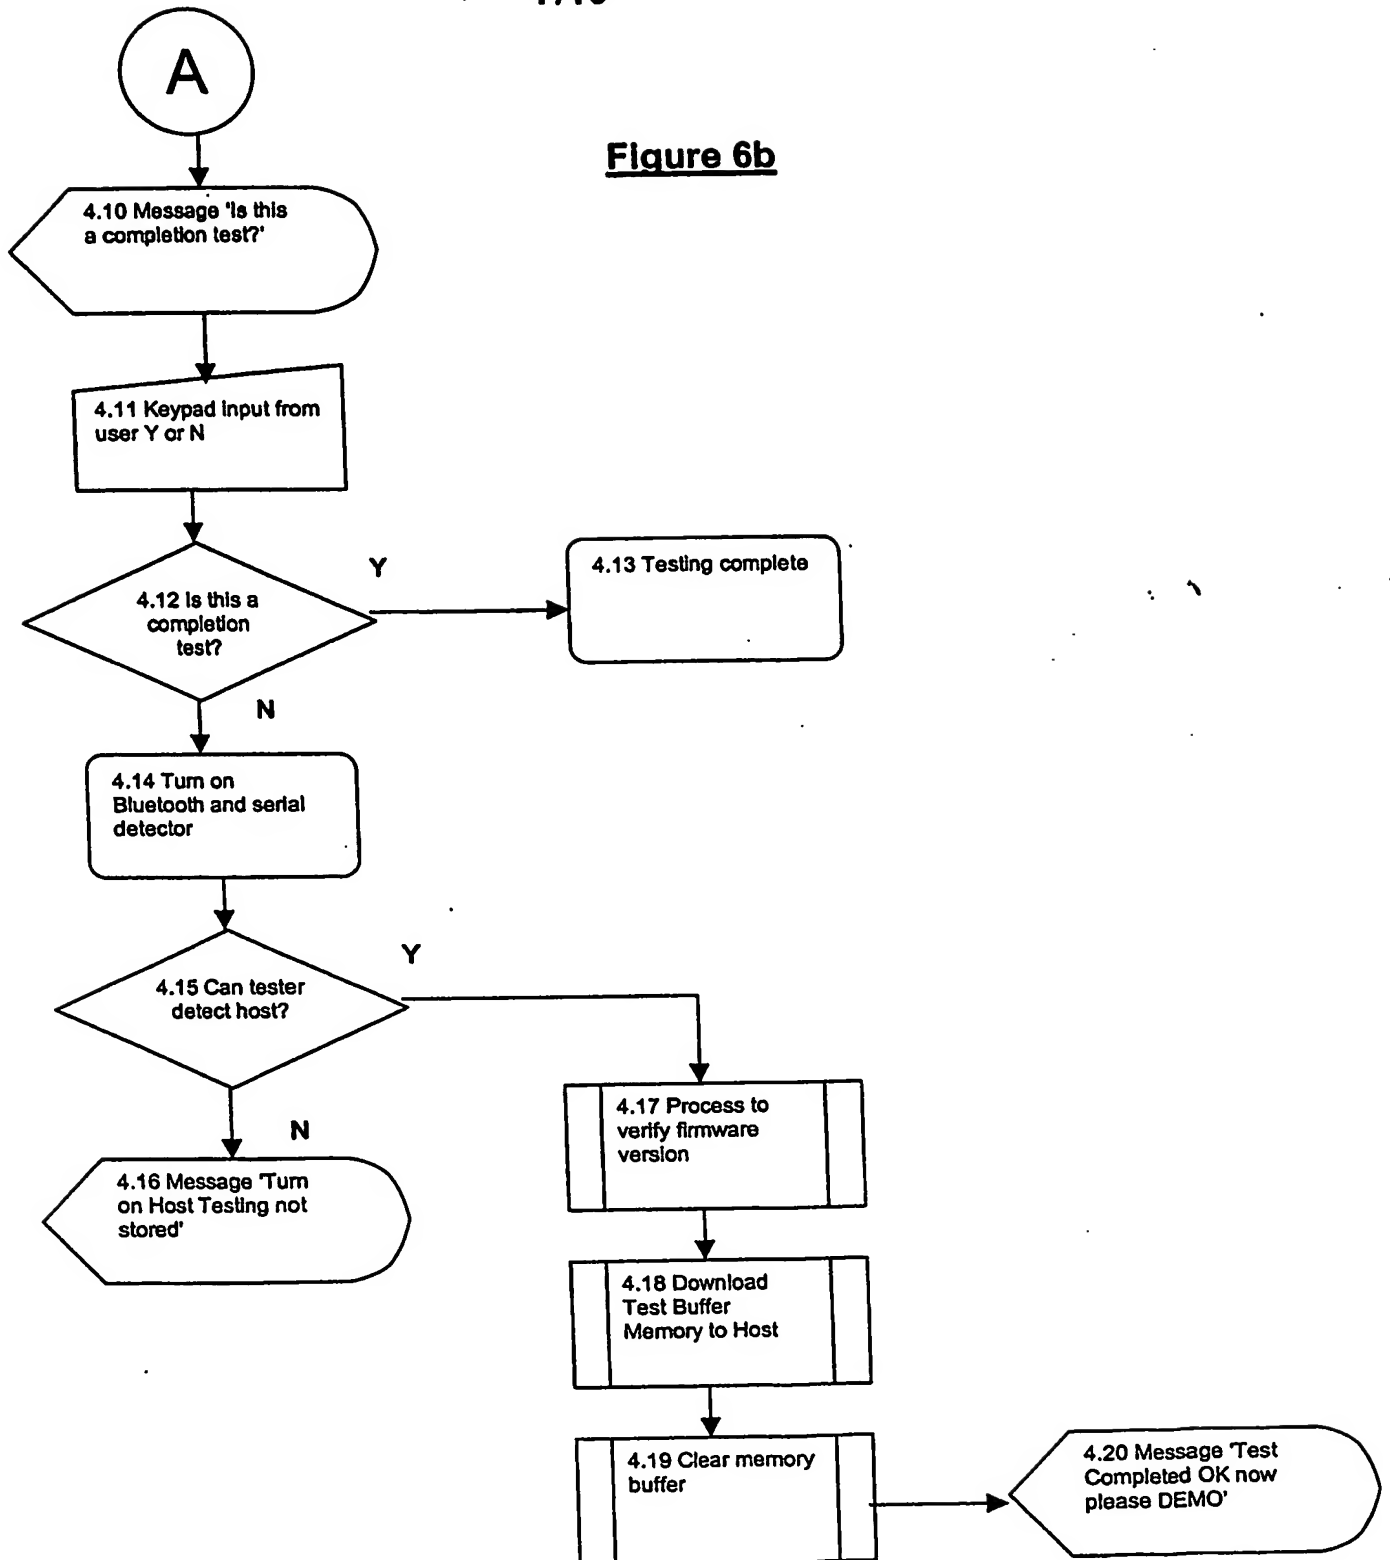 A
Figure 6b
4.10 Message 'Is this
a completion test?'
4.11 Keypad input from
user Y or N
4.12 Is this a
completion
test?
Y
4.13 Testing complete
N
4.14 Turn on
Bluetooth and serial
detector
4.15 Can tester
detect host?
Y
N
4.16 Message 'Turn
on Host Testing not
stored'
4.17 Process to
verify firmware
version
4.18 Download
Test Buffer
Memory to Host
4.19 Clear memory
buffer
4.20 Message 'Test
Completed OK now
please DEMO'